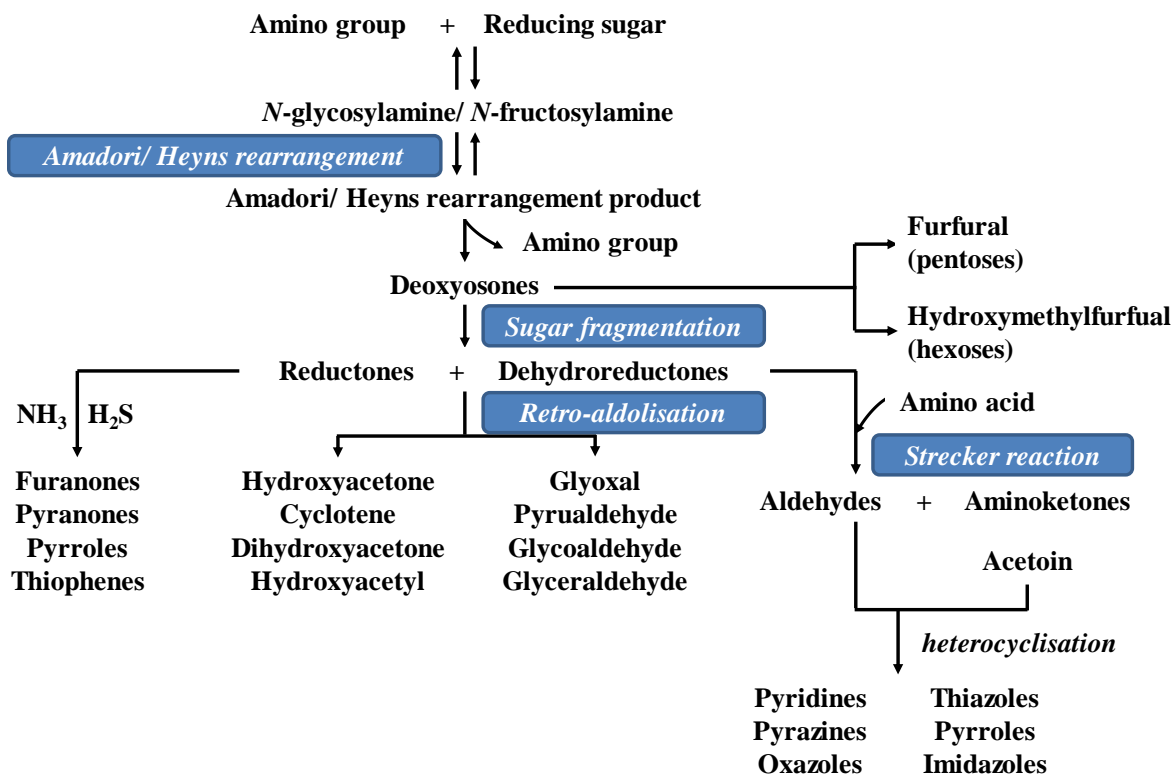 Amino group + Reducing sugar
N-glycosylamine/ N-fructosylamine
Amadori/ Heyns rearrangement
Amadori/ Heyns rearrangement product
Amino group
Furfural
(pentoses)
Deoxyosones
Sugar fragmentation
Hydroxymethylfurfual
(hexoses)
Reductones + Dehydroreductones
NH₃ H₂S
Retro-aldolisation
Amino acid
Strecker reaction
Furanones
Pyranones
Pyrroles
Thiophenes
Hydroxyacetone
Cyclotene
Dihydroxyacetone
Hydroxyacetyl
Glyoxal
Pyrualdehyde
Glycoaldehyde
Glyceraldehyde
Aldehydes + Aminoketones
Acetoin
heterocyclisation
Pyridines
Pyrazines
Oxazoles
Thiazoles
Pyrroles
Imidazoles